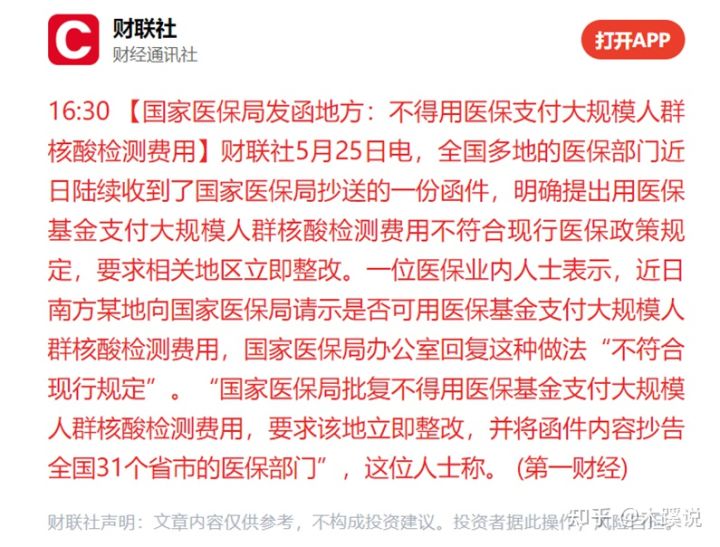 财联社
财经通讯社
打开APP
16:30 【国家医保局发函地方：不得用医保支付大规模人群
核酸检测费用】财联社5月25日电，全国多地的医保部门近
日陆续收到了国家医保局抄送的一份函件，明确提出用医保
基金支付大规模人群核酸检测费用不符合现行医保政策规
定，要求相关地区立即整改。一位医保业内人士表示，近日
南方某地向国家医保局请示是否可用医保基金支付大规模人
群核酸检测费用，国家医保局办公室回复这种做法“不符合
现行规定”。“国家医保局批复不得用医保基金支付大规模
人群核酸检测费用，要求该地立即整改，并将函件内容抄告
全国31个省市的医保部门”，这位人士称。 (第一财经)
财联社声明：文章内容仅供参考，不构成投资建议。投资者据此操作，风险自担。
知乎 @木蹊说